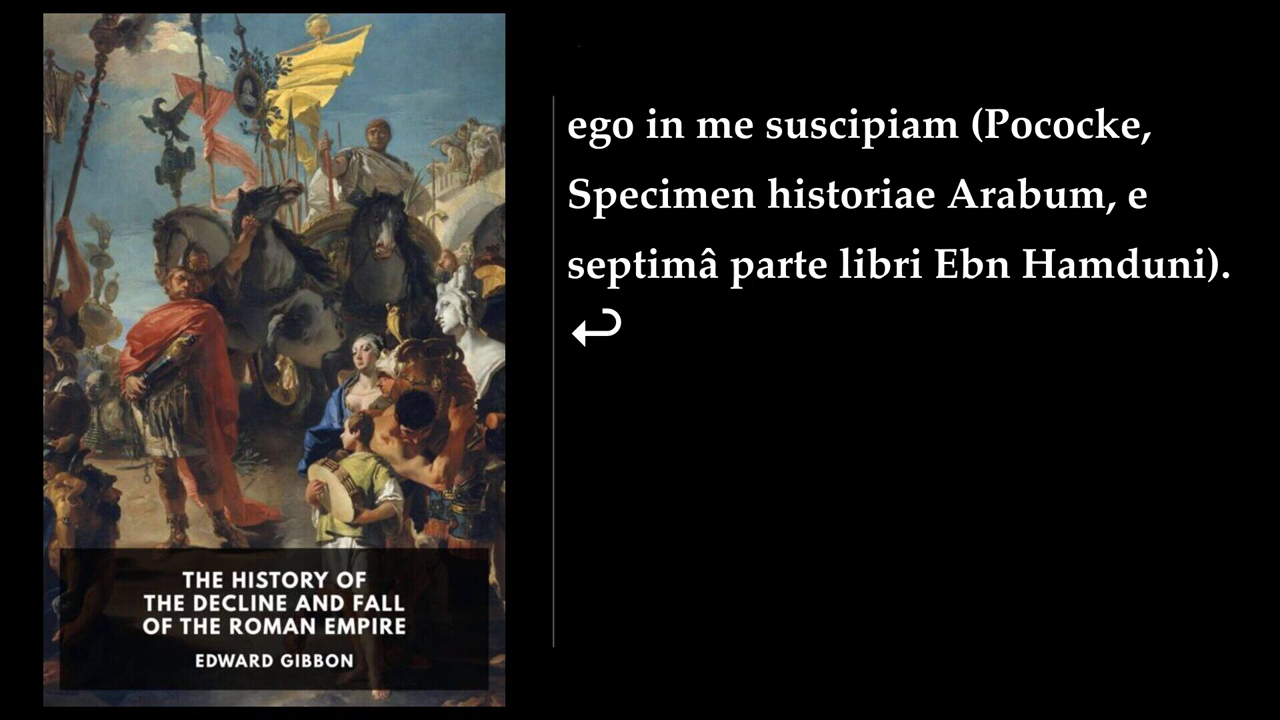 THE HISTORY OF
THE DECLINE AND FALL
OF THE ROMAN EMPIRE
EDWARD GIBBON
ego in me suscipiam (Pococke,
Specimen historiae Arabum, e
septimâ parte libri Ebn Hamduni).
↩